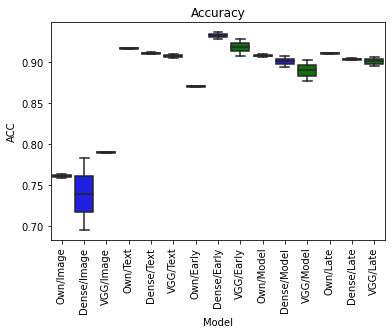 Accuracy
ACC
0.90
0.85
0.80
0.75
0.70
Own/Image
Dense/Image
VGG/Image
Own/Text
Dense/Text
VGG/Text
Own/Early
Dense/Early
VGG/Early
Own/Model
Dense/Model
VGG/Model
Own/Late
Dense/Late
VGG/Late
Model